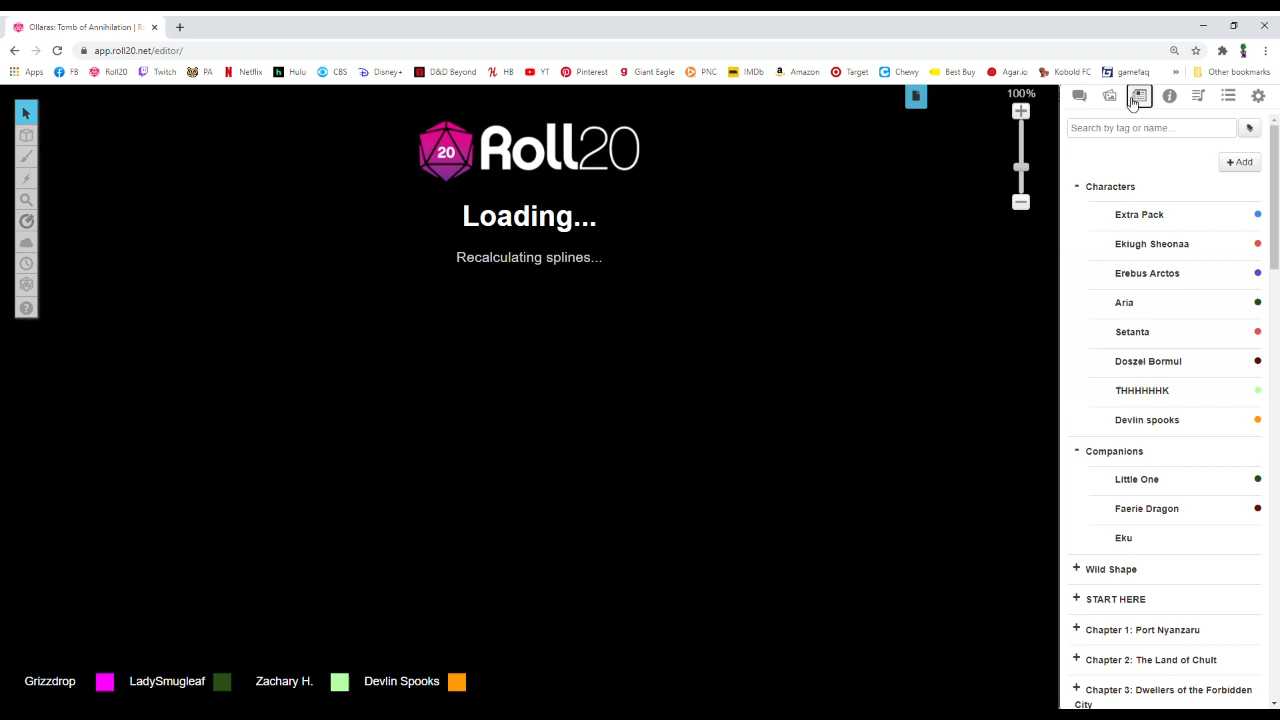 Ollaras: Tomb of Annihilation | R
app.roll20.net/editor/
Apps FB Roll20 Twitch PA Netflix Hulu CBS Disney+ D&D Beyond HB YT Pinterest Giant Eagle PNC IMDb Amazon Target Chewy Best Buy Agar.io Kobold FC gamefaq » Other bookmarks
100%
20 Roll20
Loading...
Recalculating splines...
Search by tag or name...
+ Add
- Characters
Extra Pack
Ekiugh Sheonaa
Erebus Arctos
Aria
Setanta
Doszel Bormul
THHHHHHK
Devlin spooks
- Companions
Little One
Faerie Dragon
Eku
+ Wild Shape
+ START HERE
+ Chapter 1: Port Nyanzaru
+ Chapter 2: The Land of Chult
+ Chapter 3: Dwellers of the Forbidden
City
Grizzdrop LadySmugleaf Zachary H. Devlin Spooks